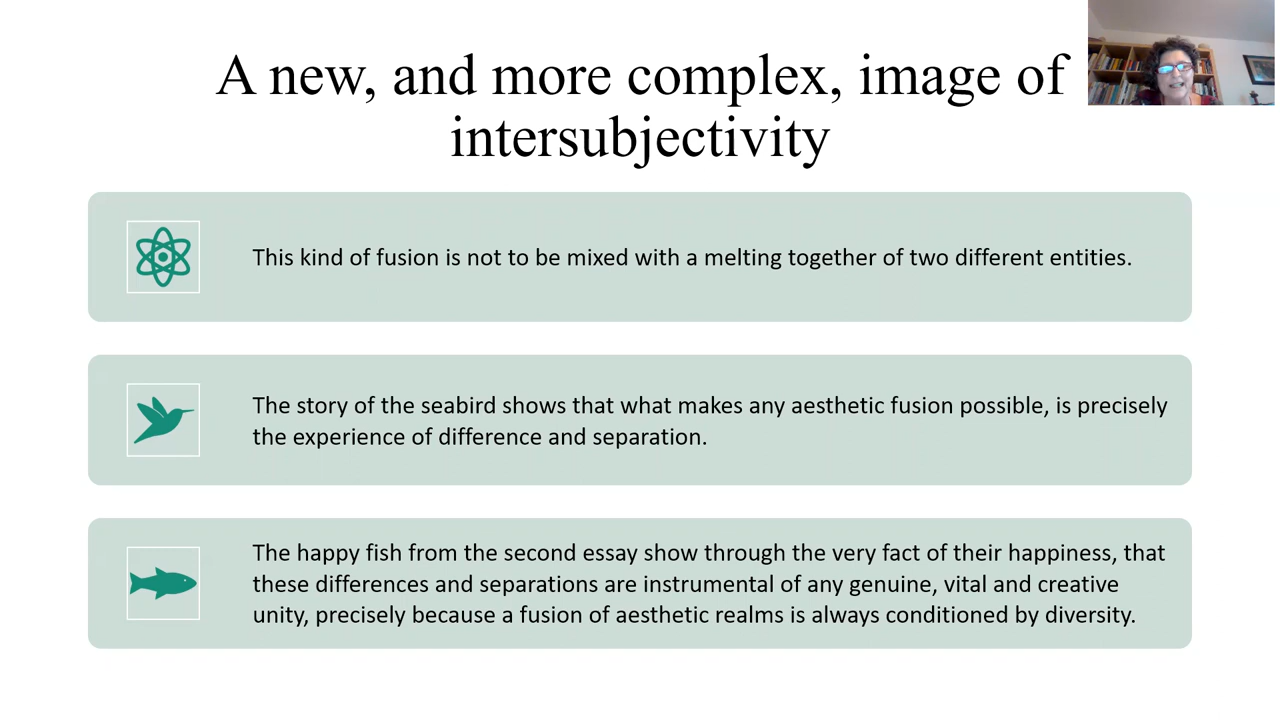 A new, and more complex, image of
intersubjectivity
This kind of fusion is not to be mixed with a melting together of two different entities.
The story of the seabird shows that what makes any aesthetic fusion possible, is precisely
the experience of difference and separation.
The happy fish from the second essay show through the very fact of their happiness, that
these differences and separations are instrumental of any genuine, vital and creative
unity, precisely because a fusion of aesthetic realms is always conditioned by diversity.